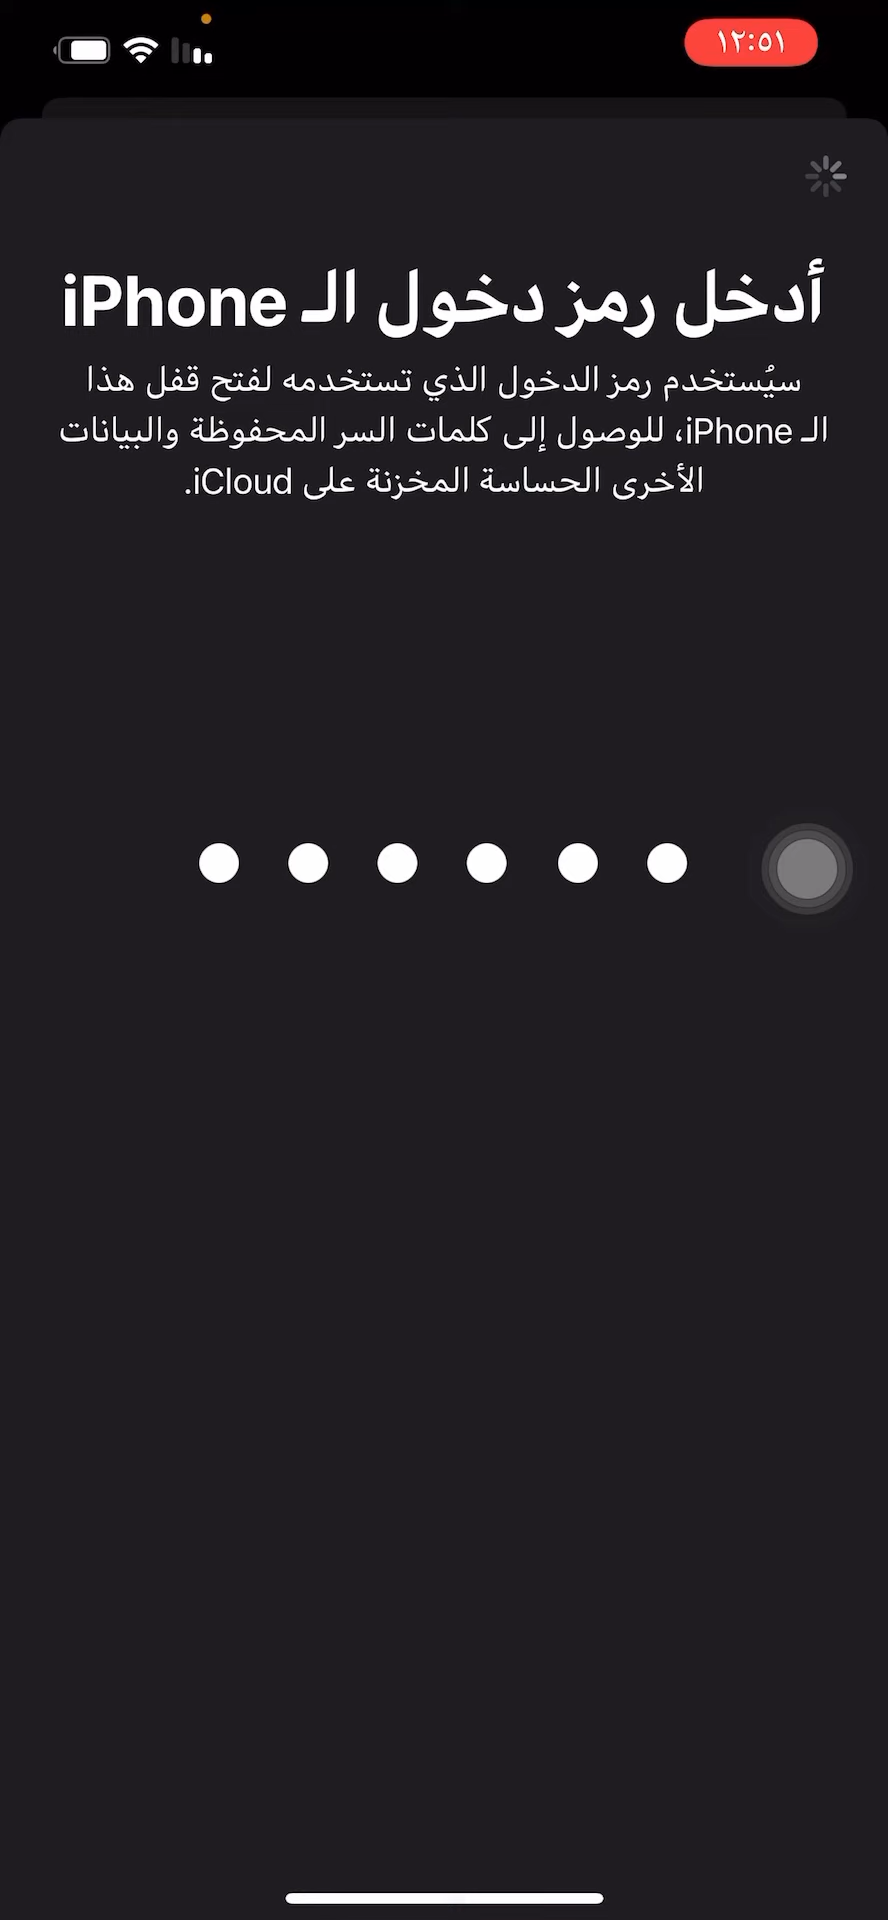 ١٢:٥١
أدخل رمز دخول الـ iPhone
سيُستخدم رمز الدخول الذي تستخدمه لفتح قفل هذا
الـ iPhone، للوصول إلى كلمات السر المحفوظة والبيانات
الأخرى الحساسة المخزنة على iCloud.